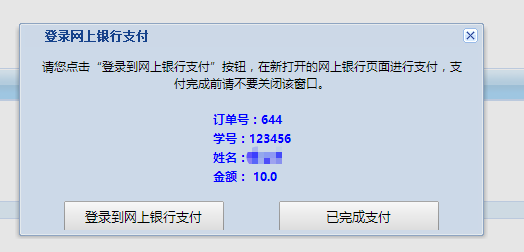 登录网上银行支付
请您点击“登录到网上银行支付”按钮，在新打开的网上银行页面进行支付，支
付完成前请不要关闭该窗口。
订单号：644
学号：123456
姓名：
金额： 10.0
登录到网上银行支付
已完成支付